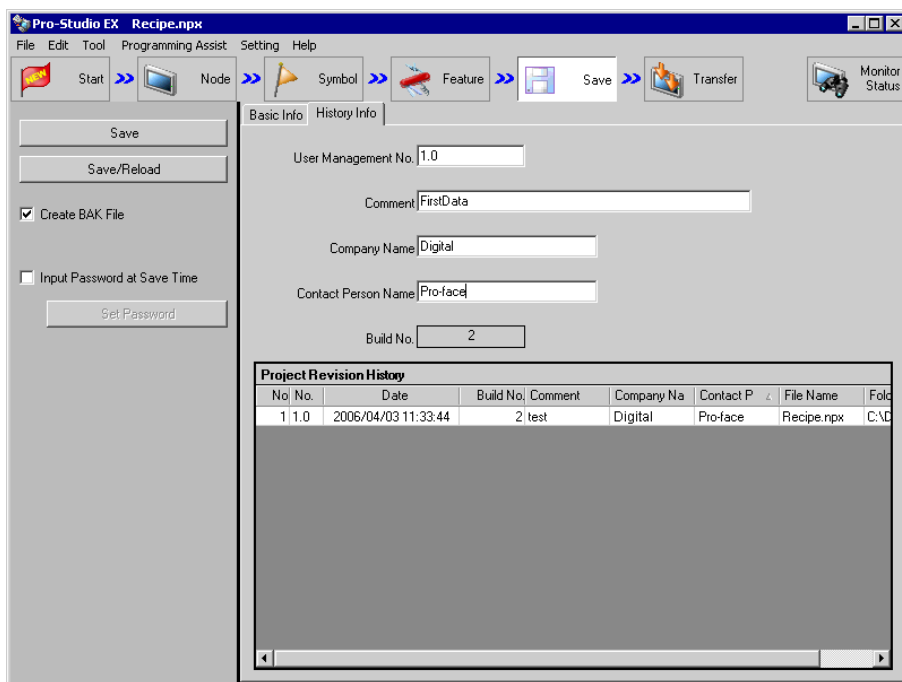 Pro-Studio EX Recipe.npx
File Edit Tool Programming Assist Setting Help
NEW Start Node Symbol Feature Save Transfer Monitor Status
Basic Info History Info
Save
Save/Reload
Create BAK File
Input Password at Save Time
Set Password
User Management No. 1.0
Comment FirstData
Company Name Digital
Contact Person Name Pro-face
Build No. 2
Project Revision History
No No. Date Build No. Comment Company Na Contact P File Name Fold
1 1.0 2006/04/03 11:33:44 2 test Digital Pro-face Recipe.npx C:\D